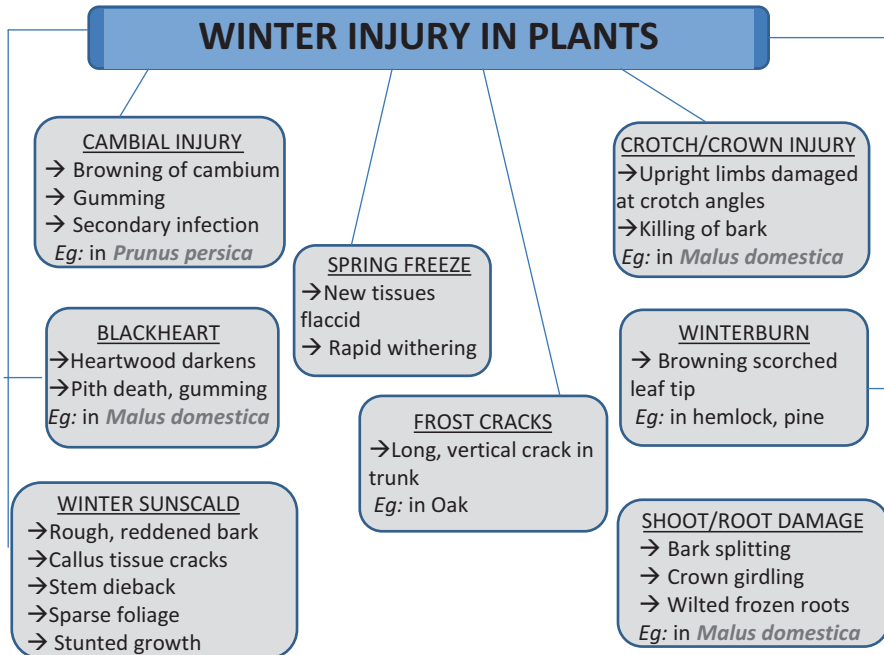 WINTER INJURY IN PLANTS
CAMBIAL INJURY
→ Browning of cambium
→ Gumming
→ Secondary infection
Eg: in Prunus persica
BLACKHEART
→Heartwood darkens
→Pith death, gumming
Eg: in Malus domestica
WINTER SUNSCALD
→Rough, reddened bark
→Callus tissue cracks
→Stem dieback
→Sparse foliage
→ Stunted growth
SPRING FREEZE
→New tissues
flaccid
→ Rapid withering
FROST CRACKS
→Long, vertical crack in
trunk
Eg: in Oak
CROTCH/CROWN INJURY
→Upright limbs damaged
at crotch angles
→Killing of bark
Eg: in Malus domestica
WINTERBURN
→ Browning scorched
leaf tip
Eg: in hemlock, pine
SHOOT/ROOT DAMAGE
→ Bark splitting
→ Crown girdling
→ Wilted frozen roots
Eg: in Malus domestica